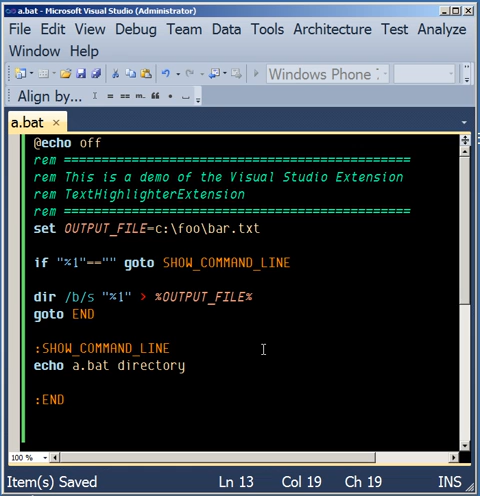 a.bat - Microsoft Visual Studio (Administrator)
File Edit View Debug Team Data Tools Architecture Test Analyze
Window Help
Windows Phone 7
Align by... = == m. " • ,
a.bat ×
@echo off
rem ===============================================
rem This is a demo of the Visual Studio Extension
rem TextHighlighterExtension
rem ===============================================
set OUTPUT_FILE=c:\foo\bar.txt
if "%1"=="" goto SHOW_COMMAND_LINE
dir /b/s "%1" > %OUTPUT_FILE%
goto END
:SHOW_COMMAND_LINE
echo a.bat directory
:END
100 %
Item(s) Saved Ln 13 Col 19 Ch 19 INS